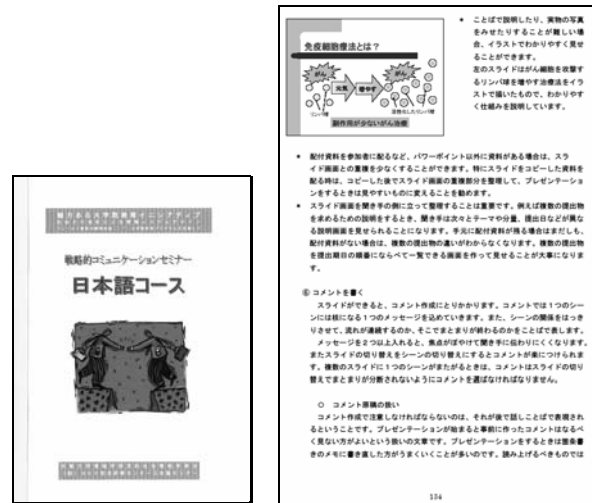 魅力ある大学院教育イニシアティブ
戦略的コミュニケーションセミナー
日本語コース
免疫細胞療法とは？
がん
がん
元気
増やす
リンパ球
活性化したリンパ球
副作用が少ないがん治療
• ことばで説明したり、実物の写真
をみせたりすることが難しい場
合、イラストでわかりやすく見せ
ることができます。
左のスライドはがん細胞を攻撃す
るリンパ球を増やす治療法をイラ
ストで描いたもので、わかりやす
く仕組みを説明しています。
• 配付資料を参加者に配るなど、パワーポイント以外に資料がある場合は、スラ
イド画面との重複を少なくすることができます。特にスライドをコピーした資料を
配る時は、コピーした後でスライド画面の重複部分を整理して、プレゼンテーショ
ンをするときは見やすいものに変えることを勧めます。
• スライド画面を聞き手の側に立って整理することは重要です。例えば複数の提出物
を求めるための説明をするとき、聞き手は次々とテーマや分量、提出日などが異な
る説明画面を見せられることになります。手元に配付資料が残る場合はまだしも、
配付資料がない場合は、複数の提出物の違いがわからなくなります。複数の提出物
を提出期日の順番にならべて一覧できる画面を作って見せることが大事になりま
す。
⑥ コメントを書く
スライドができると、コメント作成にとりかかります。コメントでは１つのシー
ンには核になる１つのメッセージを込めていきます。また、シーンの関係をはっき
りさせて、流れが連続するのか、そこでまとまりが終わるのかをことばで表します。
メッセージを２つ以上入れると、焦点がぼやけて聞き手に伝わりにくくなります。
またスライドの切り替えをシーンの切り替えにするとコメントが楽につけられま
す。複数のスライドに１つのシーンがまたがるときは、コメントはスライドの切り
替えでまとまりが分断されないようにコメントを選ばなければなりません。
○ コメント原稿の扱い
コメント作成で注意しなければならないのは、それが後で話しことばで表現され
るということです。プレゼンテーションが始まると事前に作ったコメントはなるべ
く見ない方がよいという扱いの文章です。プレゼンテーションをするときは箇条書
きのメモに書き直した方がうまくいくことが多いのです。読み上げるべきものでは
134